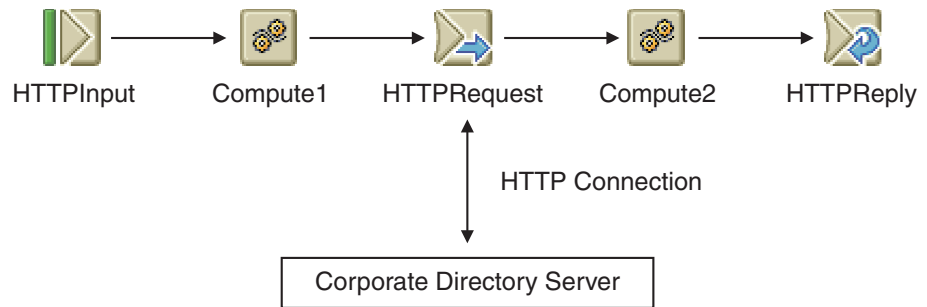 HTTPInput
Compute1
HTTPRequest
Compute2
HTTPReply
HTTP Connection
Corporate Directory Server